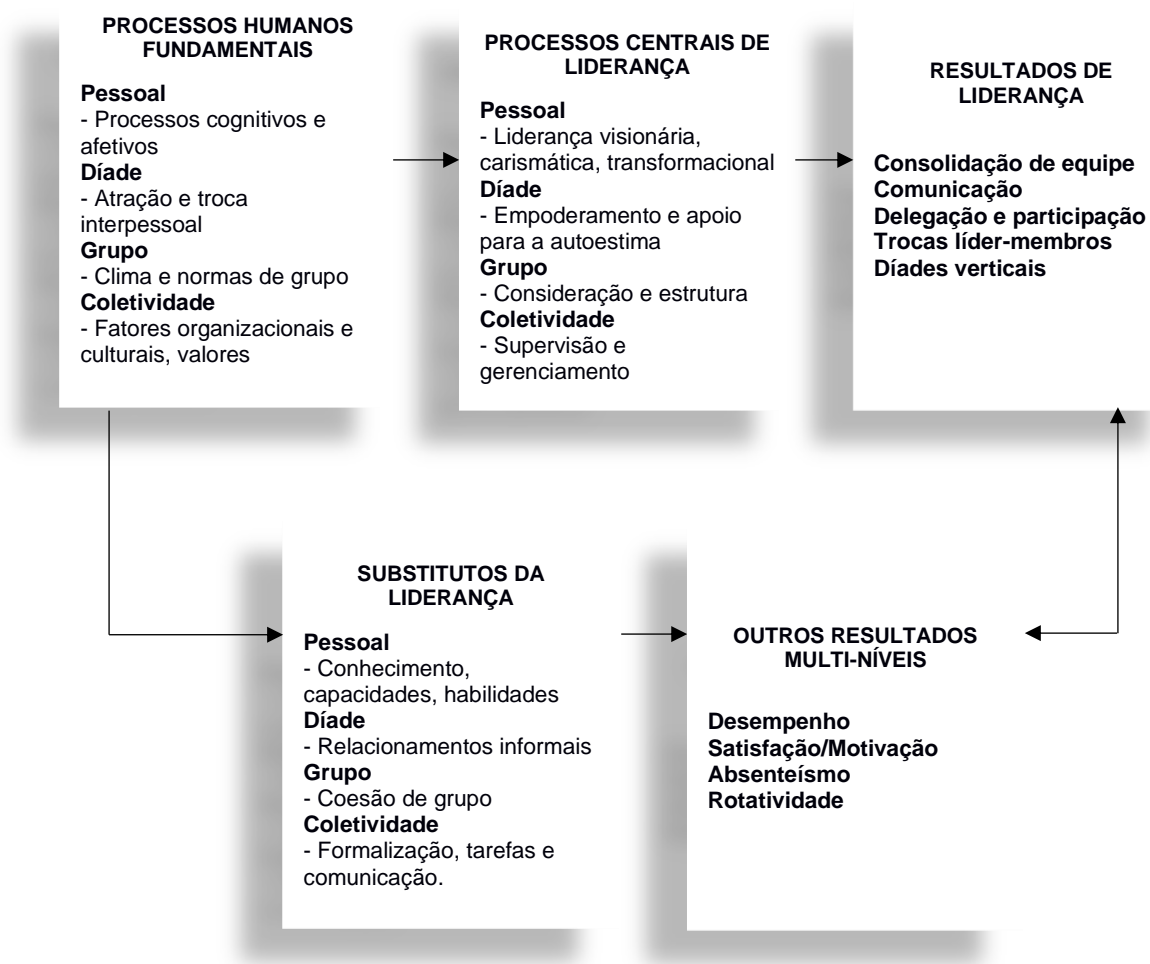 PROCESSOS HUMANOS
FUNDAMENTAIS
Pessoal
- Processos cognitivos e
afetivos
Díade
- Atração e troca
interpessoal
Grupo
- Clima e normas de grupo
Coletividade
- Fatores organizacionais e
culturais, valores
PROCESSOS CENTRAIS DE
LIDERANÇA
Pessoal
- Liderança visionária,
carismática, transformacional
Díade
- Empoderamento e apoio
para a autoestima
Grupo
- Consideração e estrutura
Coletividade
- Supervisão e
gerenciamento
RESULTADOS DE
LIDERANÇA
Consolidação de equipe
Comunicação
Delegação e participação
Trocas líder-membros
Díades verticais
SUBSTITUTOS DA
LIDERANÇA
Pessoal
- Conhecimento,
capacidades, habilidades
Díade
- Relacionamentos informais
Grupo
- Coesão de grupo
Coletividade
- Formalização, tarefas e
comunicação.
OUTROS RESULTADOS
MULTI-NÍVEIS
Desempenho
Satisfação/Motivação
Absenteísmo
Rotatividade